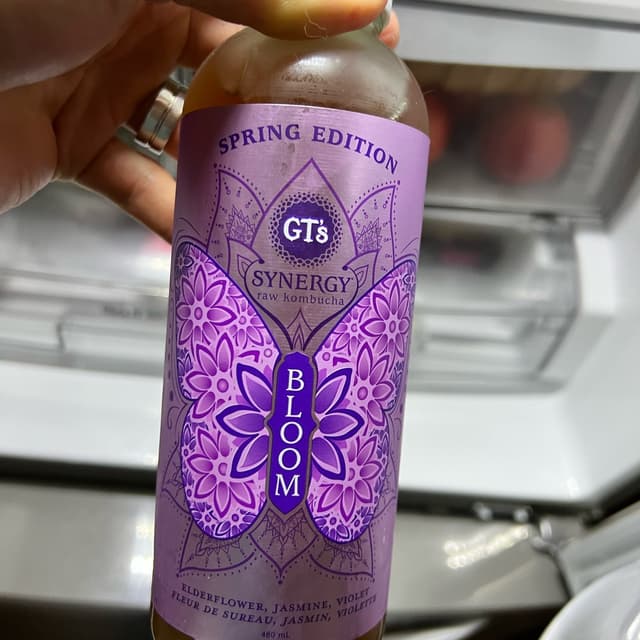 SPRING EDITION
GT's
SYNERGY
raw kombucha
BLOOM
ELDERFLOWER, JASMINE, VIOLET
FLEUR DE SUREAU, JASMIN, VIOLETTE
480 mL